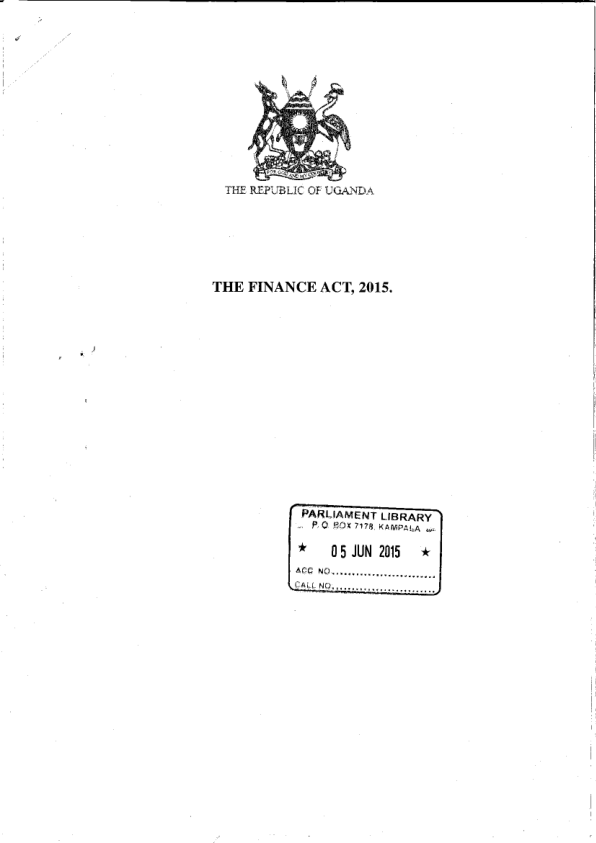 FOR GOD AND MY COUNTRY
THE REPUBLIC OF UGANDA
THE FINANCE ACT, 2015.
PARLIAMENT LIBRARY
P. O. BOX 7178, KAMPALA
★ 05 JUN 2015 ★
ACC NO..........................
CALL NO..........................